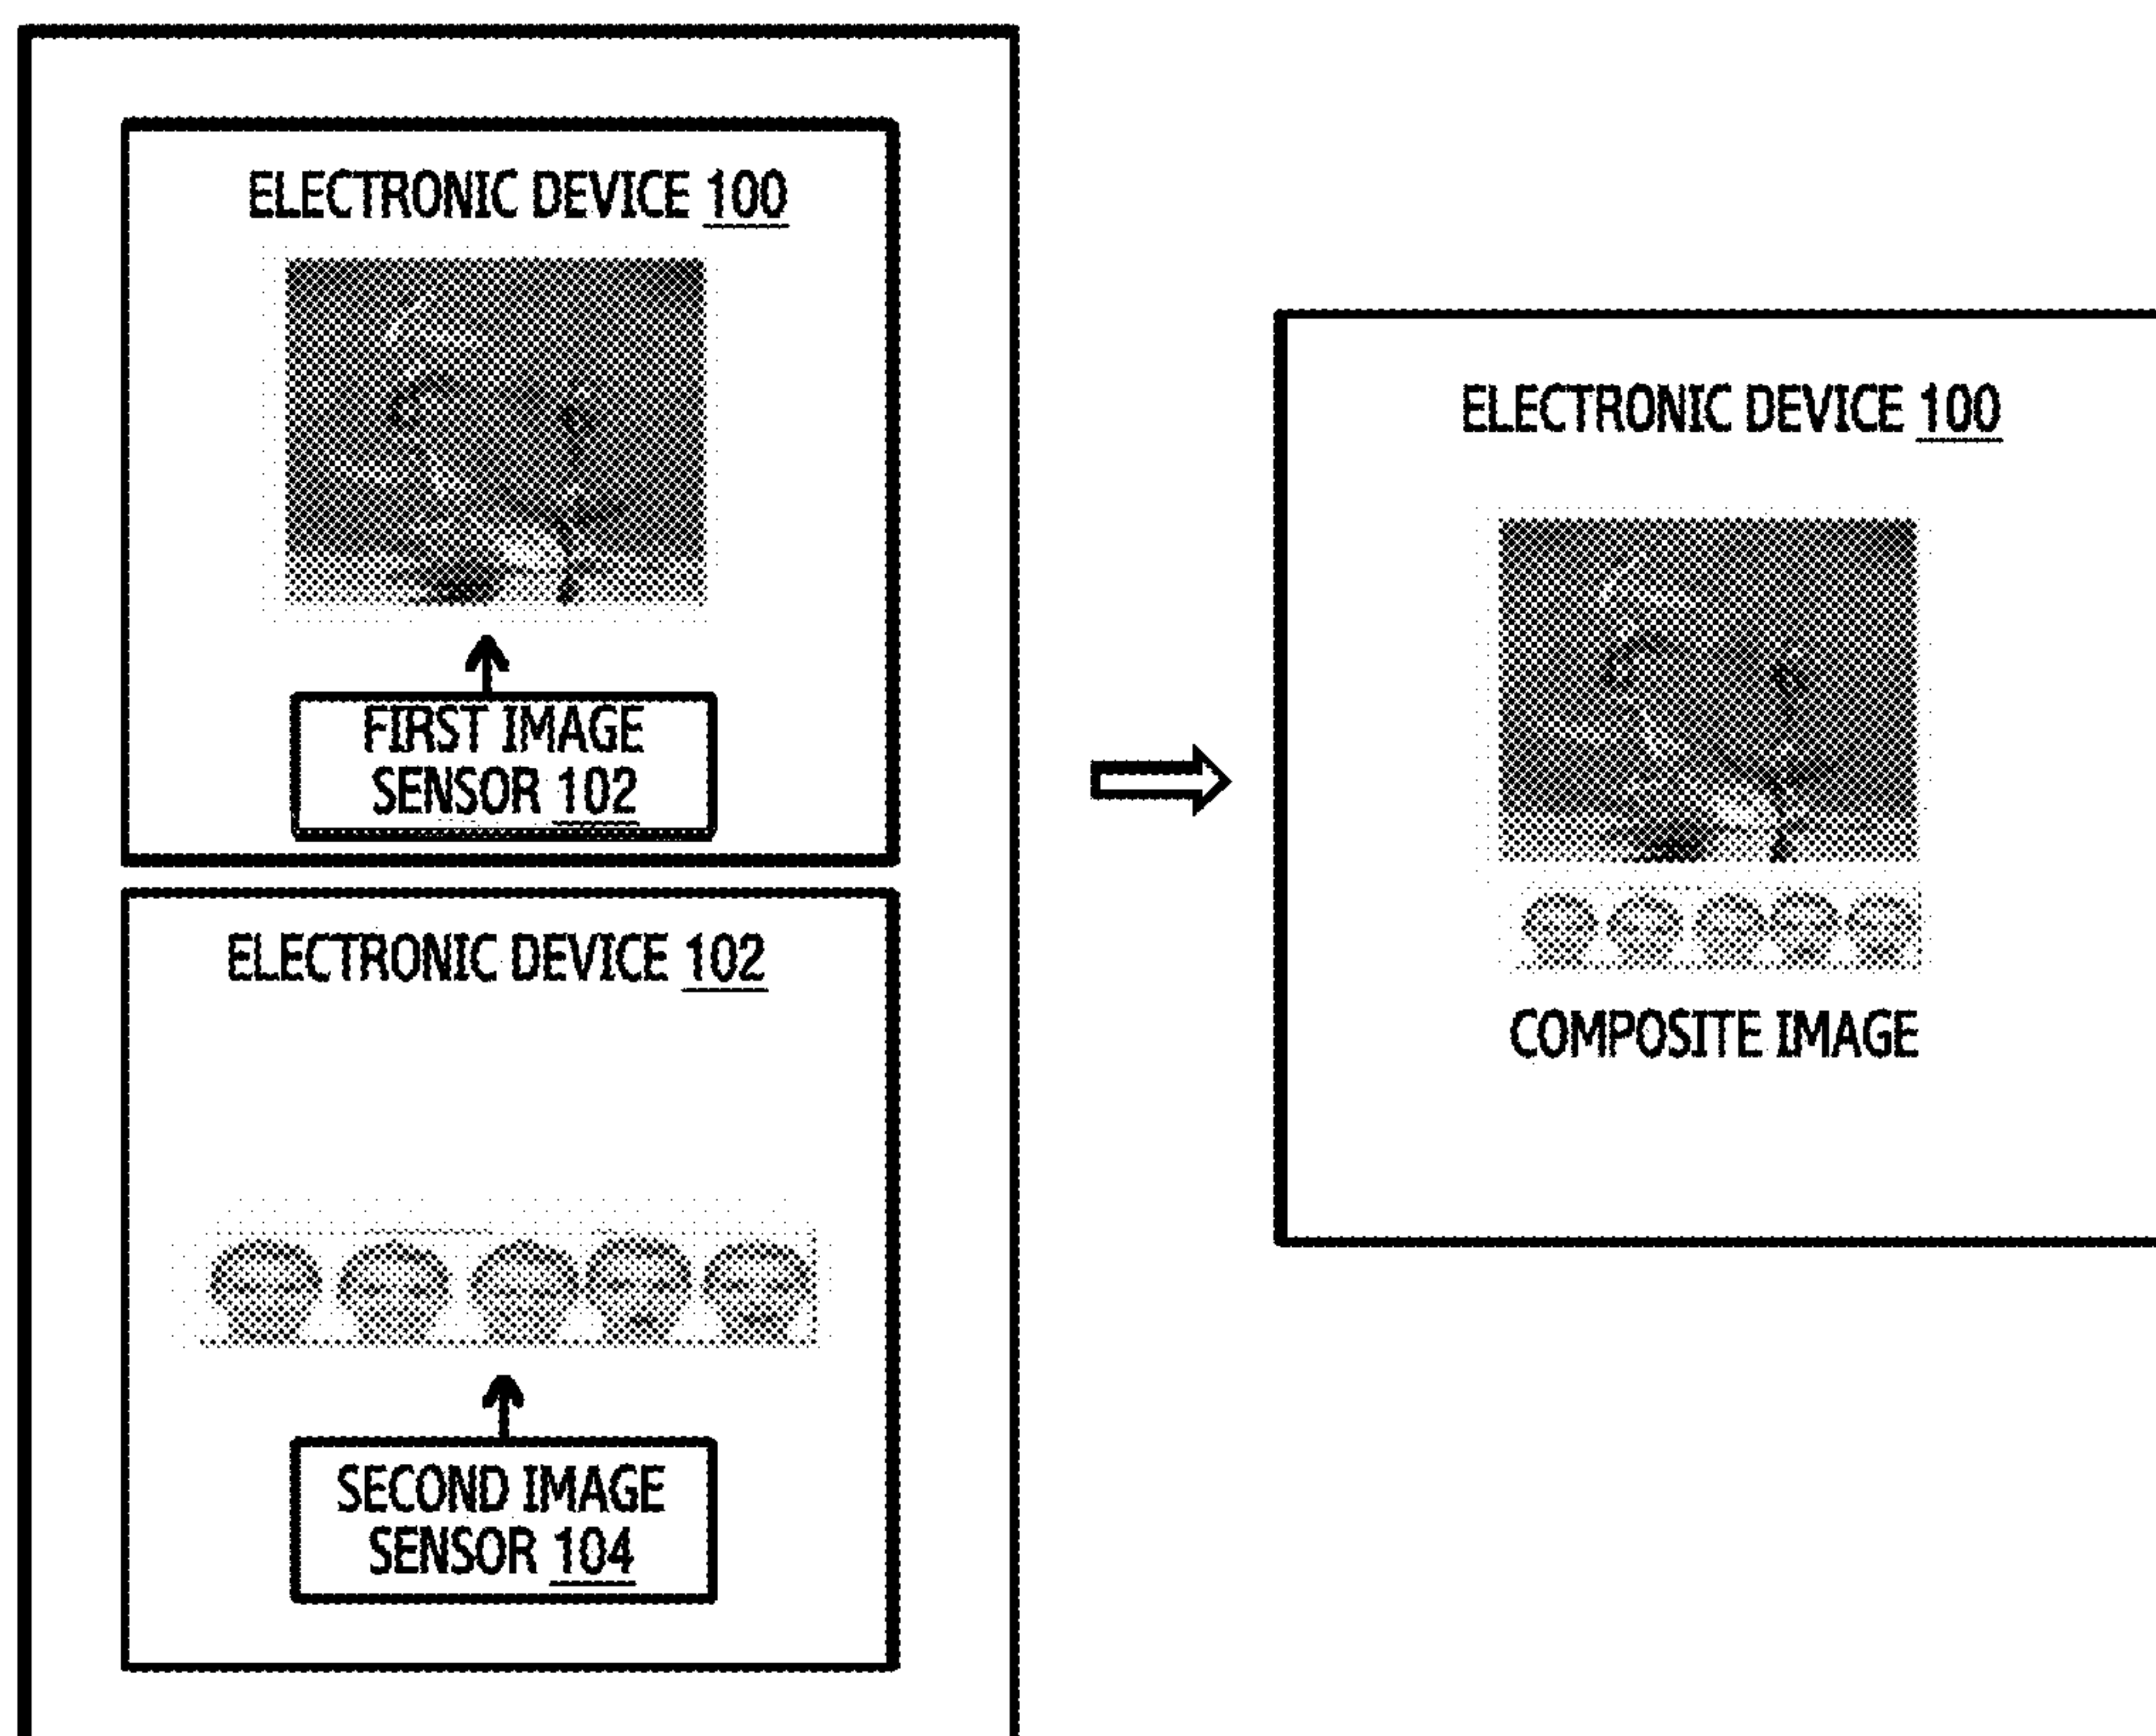 ELECTRONIC DEVICE 100
FIRST IMAGE
SENSOR 102
ELECTRONIC DEVICE 102
SECOND IMAGE
SENSOR 104
ELECTRONIC DEVICE 100
COMPOSITE IMAGE